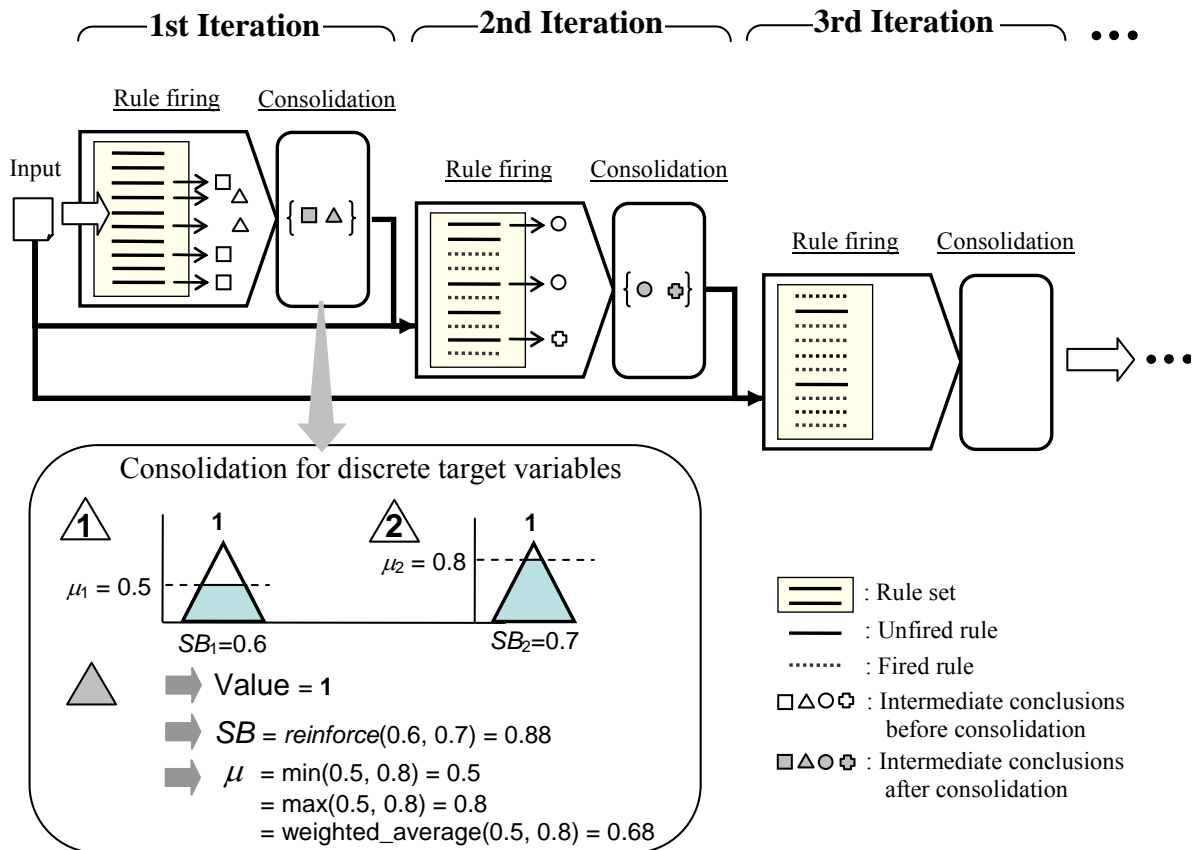 1st Iteration
2nd Iteration
3rd Iteration
•••
Rule firing
Consolidation
Input
{ }
Rule firing
Consolidation
{ }
Rule firing
Consolidation
•••
Consolidation for discrete target variables
1
1
μ1 = 0.5
SB1=0.6
2
1
μ2 = 0.8
SB2=0.7
Value = 1
SB = reinforce(0.6, 0.7) = 0.88
μ = min(0.5, 0.8) = 0.5
= max(0.5, 0.8) = 0.8
= weighted_average(0.5, 0.8) = 0.68
: Rule set
: Unfired rule
: Fired rule
: Intermediate conclusions
before consolidation
: Intermediate conclusions
after consolidation